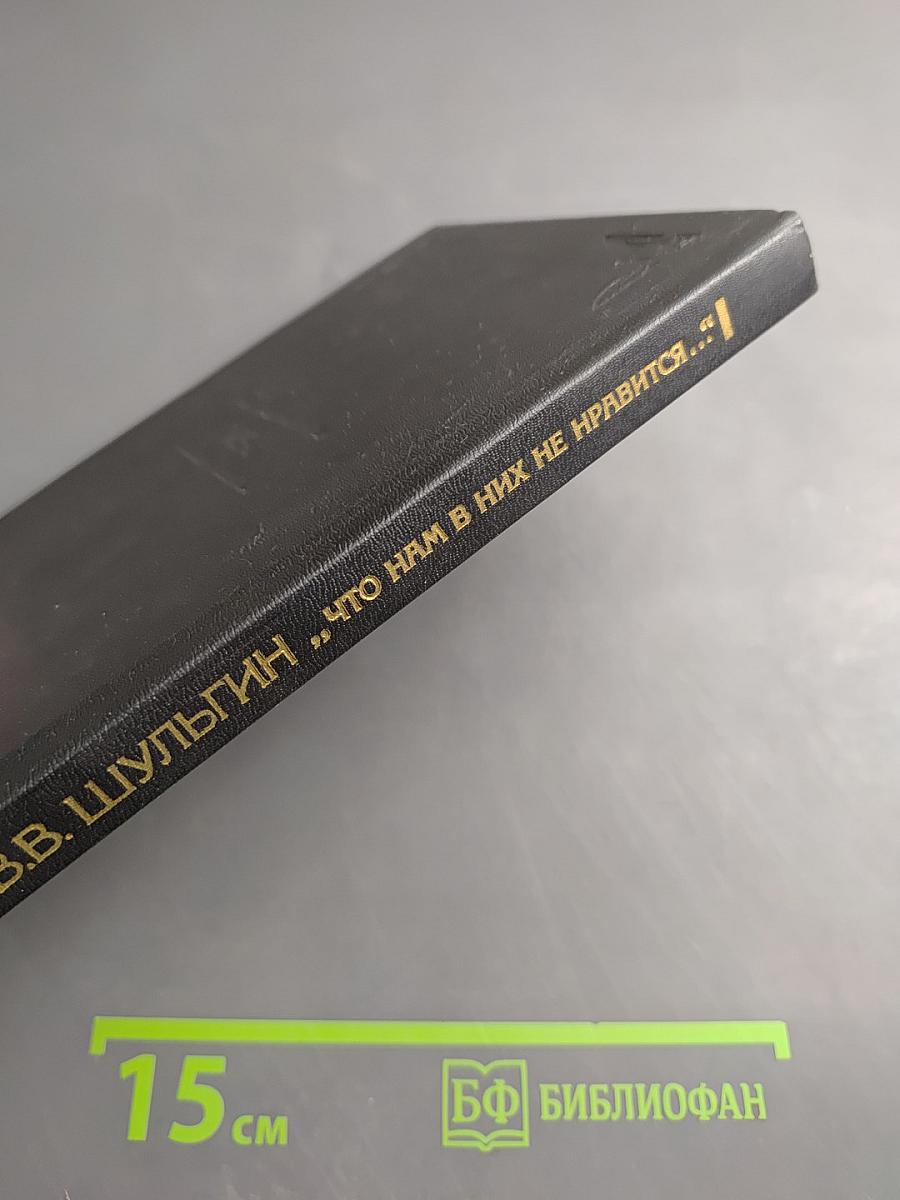 В.В. ШУЛЬГИН „ЧТО НАМ В НИХ НЕ НРАВИТСЯ..."
15 см
БФ БИБЛИОФАН